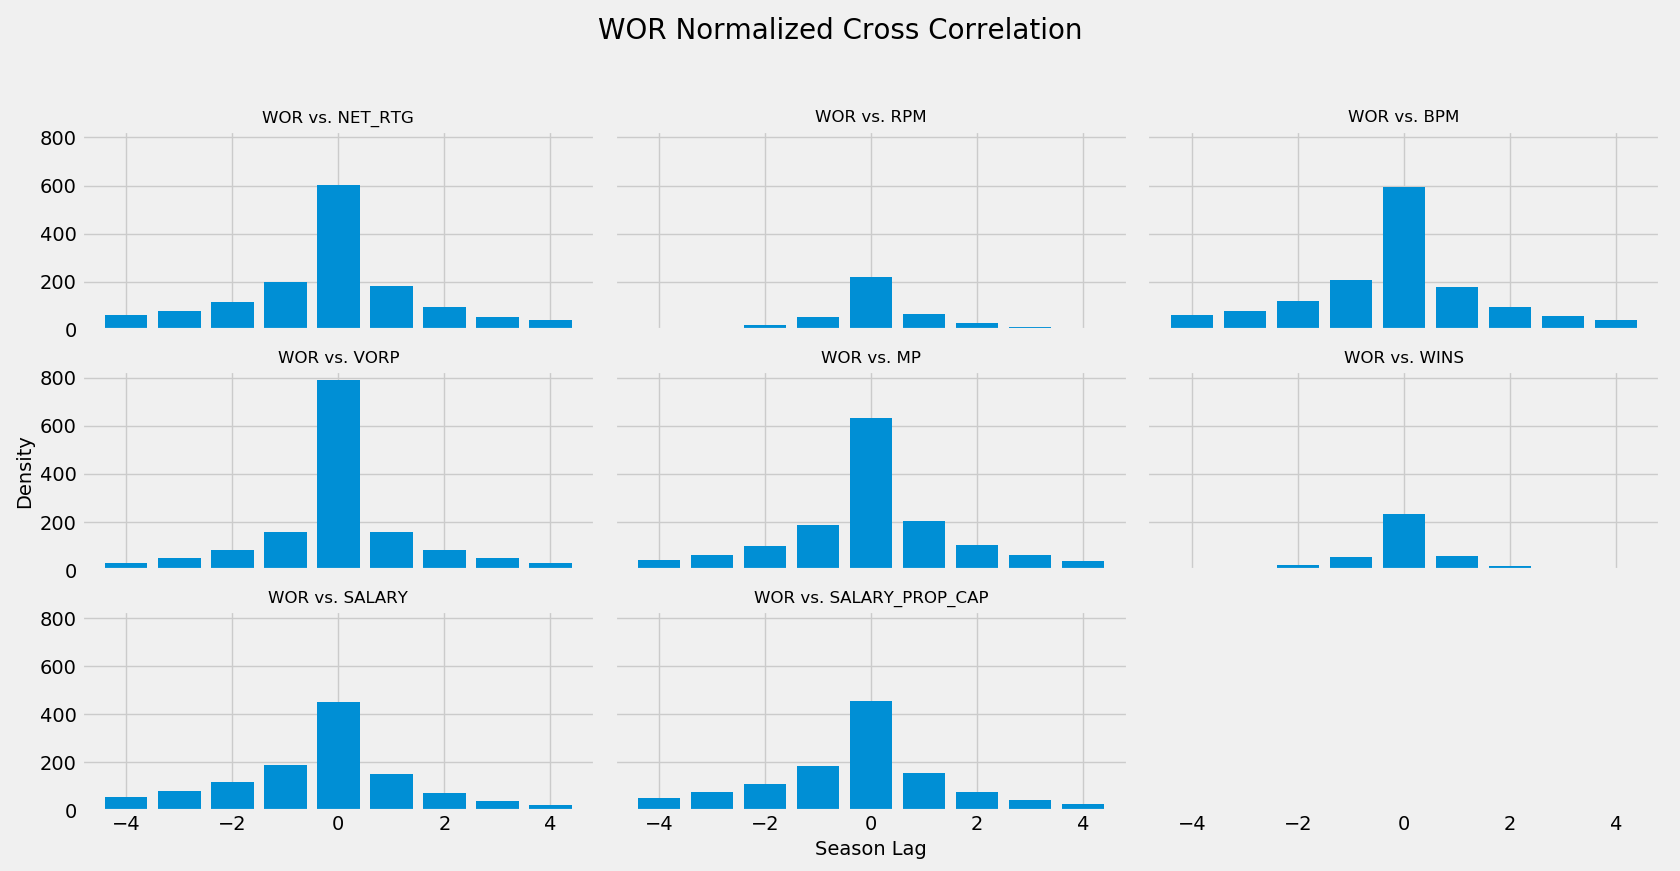 WOR Normalized Cross Correlation
WOR vs. NET_RTG
WOR vs. RPM
WOR vs. BPM
800
600
400
200
0
WOR vs. VORP
WOR vs. MP
WOR vs. WINS
800
600
400
200
0
Density
WOR vs. SALARY
WOR vs. SALARY_PROP_CAP
800
600
400
200
0
−4 −2 0 2 4
−4 −2 0 2 4
−4 −2 0 2 4
Season Lag